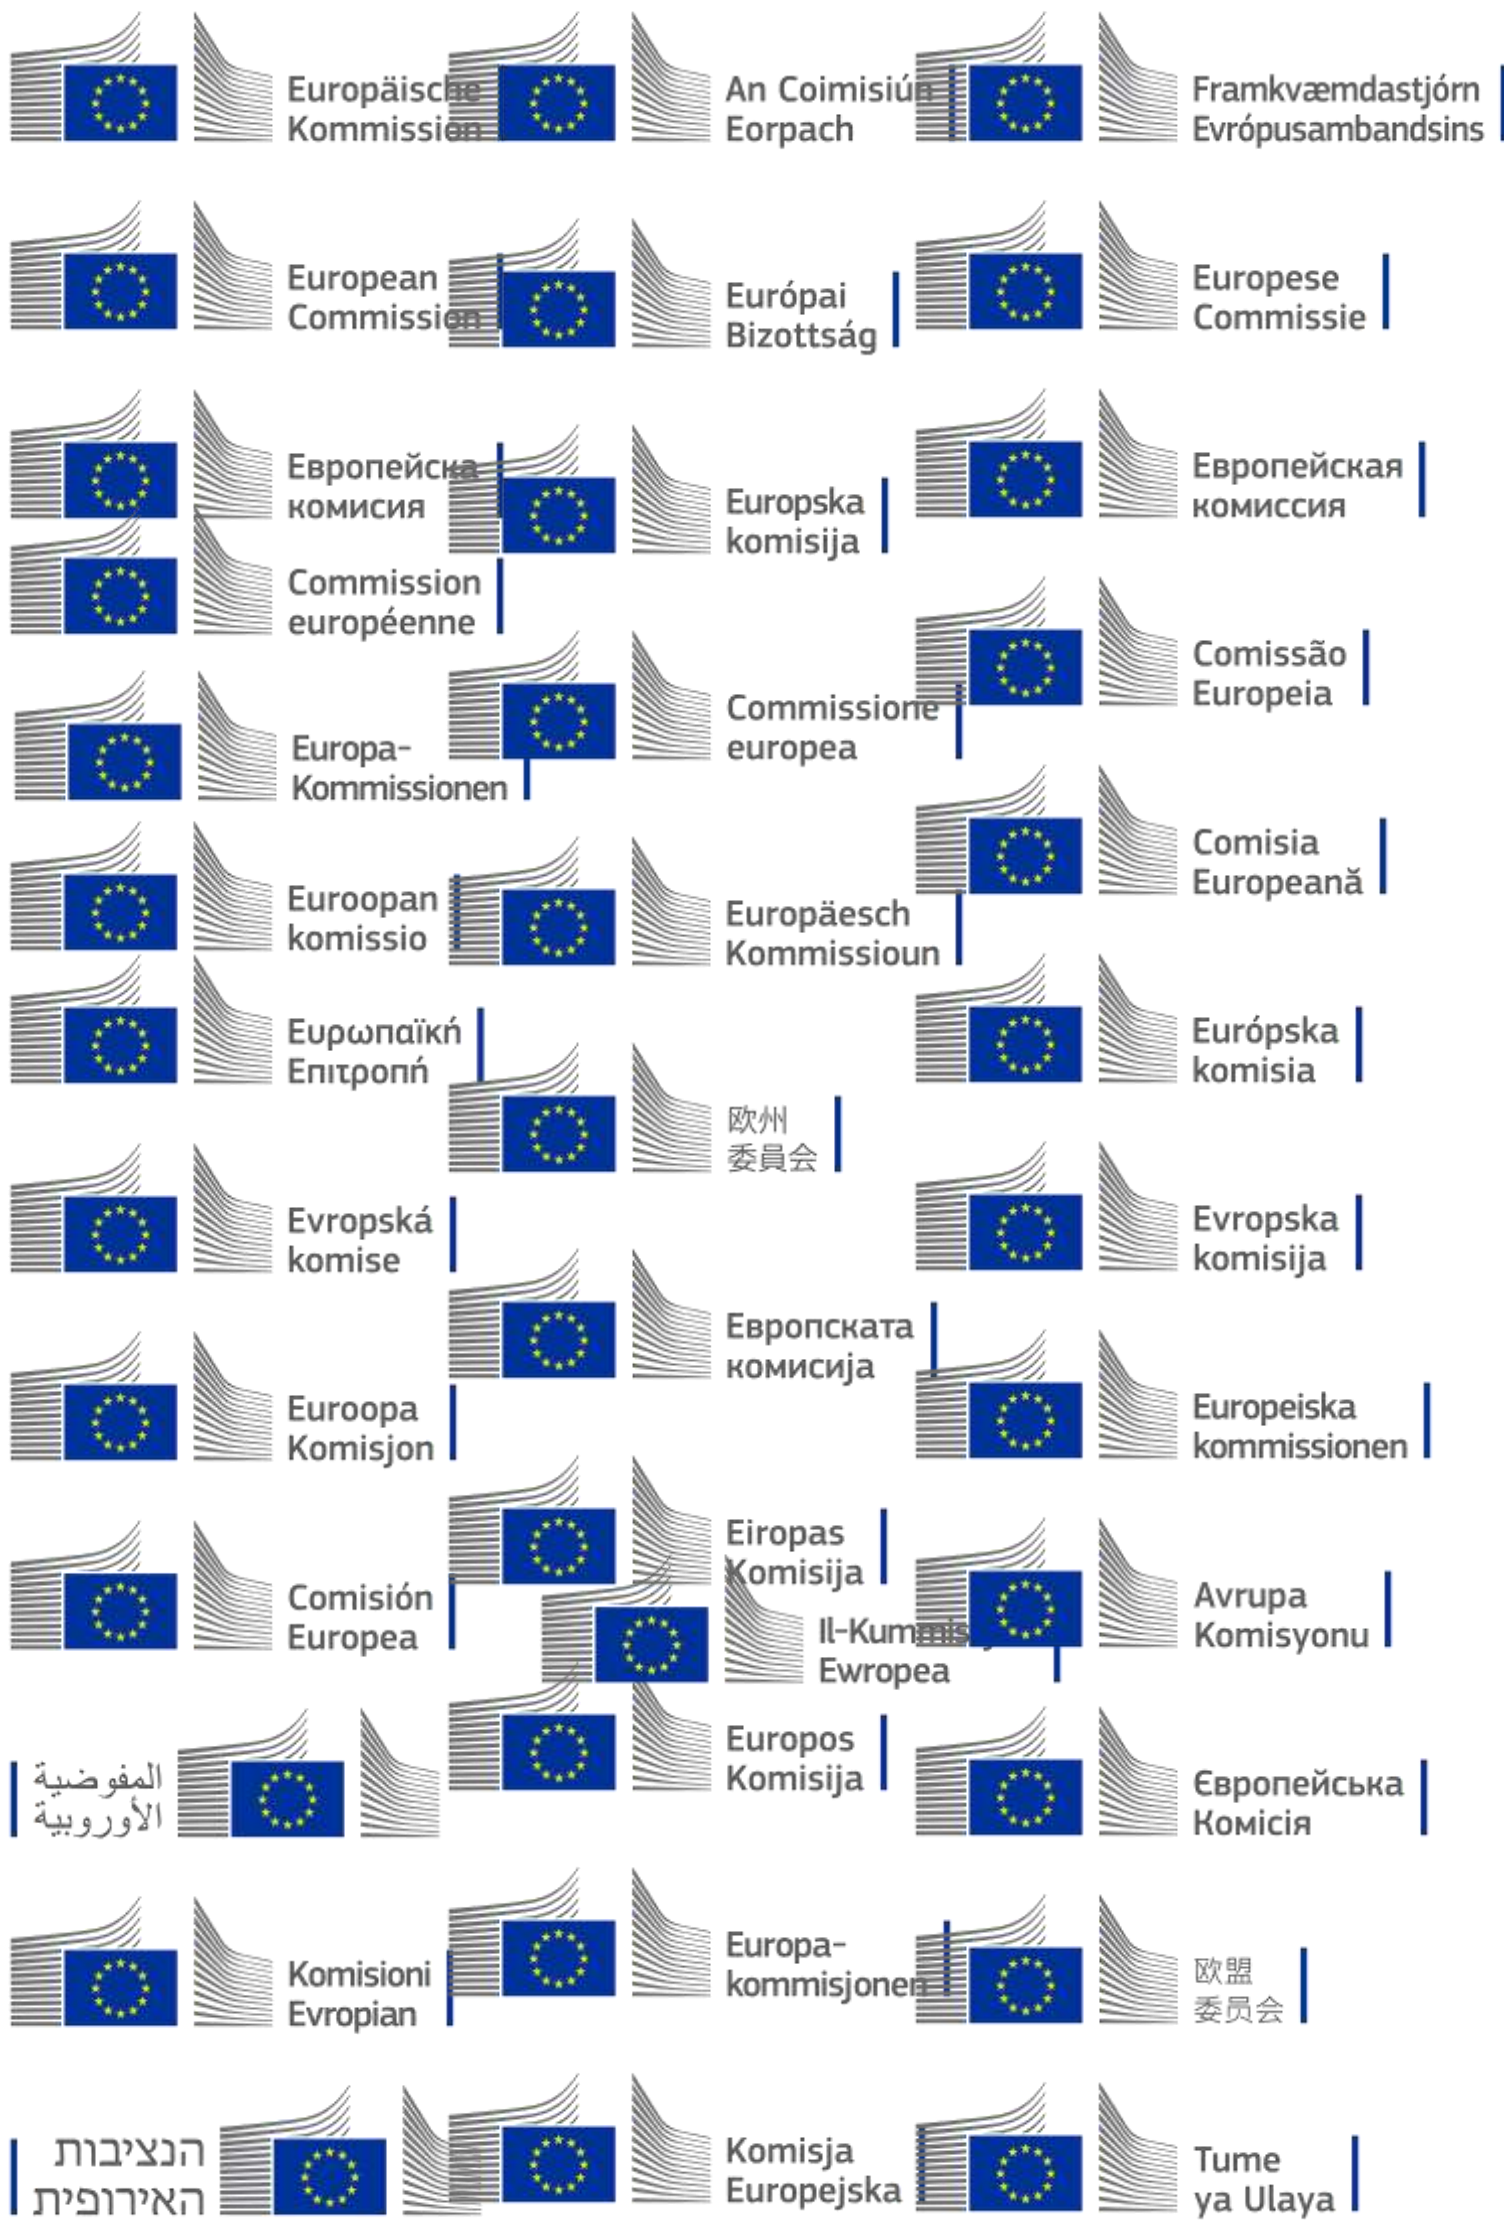 Europäische
Kommission
European
Commission
Европейска
комисия
Commission
européenne
Europa-
Kommissionen
Euroopan
komissio
Ευρωπαϊκή
Επιτροπή
Evropská
komise
Euroopa
Komisjon
Comisión
Europea
المفوضية
الأوروبية
Komisioni
Evropian
הנציבות
האירופית
An Coimisiún
Eorpach
Európai
Bizottság
Europska
komisija
Commissione
europea
Europäesch
Kommissioun
欧州
委員会
Европската
комисија
Eiropas
Komisija
Il-Kummis
Ewropea
Europos
Komisija
Europa-
kommisjonen
Komisja
Europejska
Framkvæmdastjórn
Evrópusambandsins
Europese
Commissie
Европейская
комиссия
Comissão
Europeia
Comisia
Europeană
Európska
komisia
Evropska
komisija
Europeiska
kommissionen
Avrupa
Komisyonu
Європейська
Комісія
欧盟
委员会
Tume
ya Ulaya